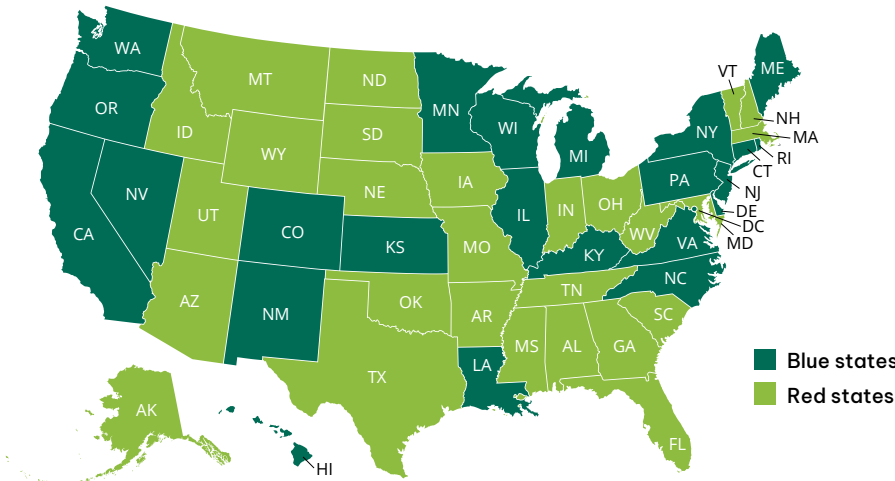 WA
OR
CA
NV
ID
MT
WY
UT
AZ
CO
NM
ND
SD
NE
KS
OK
TX
MN
IA
MO
AR
LA
WI
IL
MI
IN
OH
KY
TN
MS
AL
GA
FL
SC
NC
VA
WV
PA
NY
VT
ME
NH
MA
RI
CT
NJ
DE
DC
MD
AK
HI
Blue states
Red states